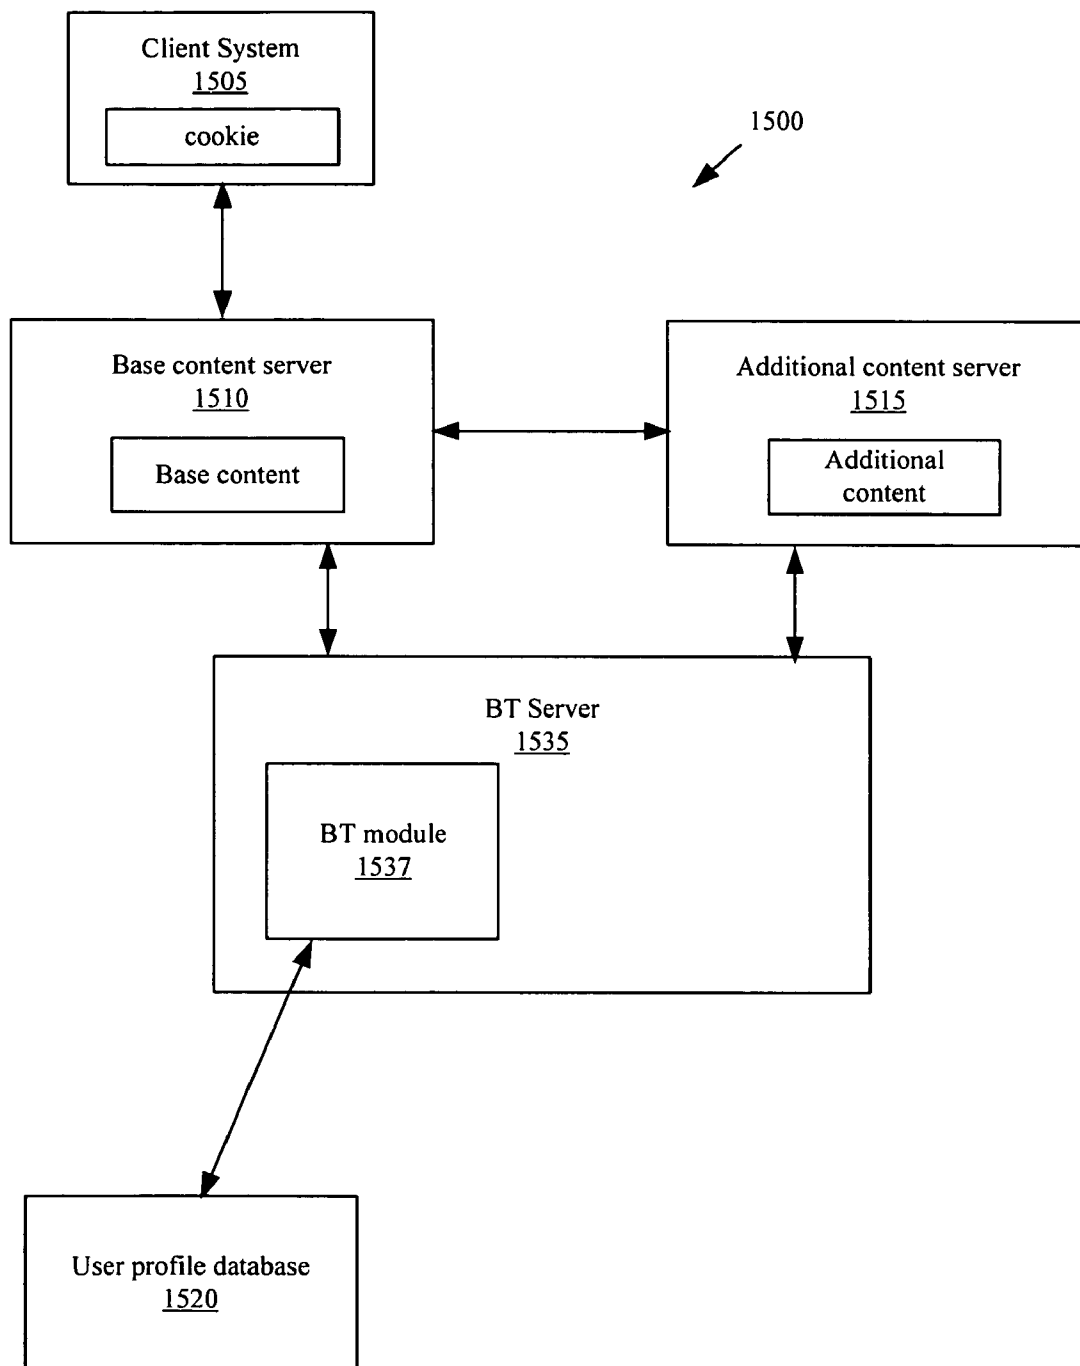 Client System
1505
cookie
1500
Base content server
1510
Base content
Additional content server
1515
Additional
content
BT Server
1535
BT module
1537
User profile database
1520